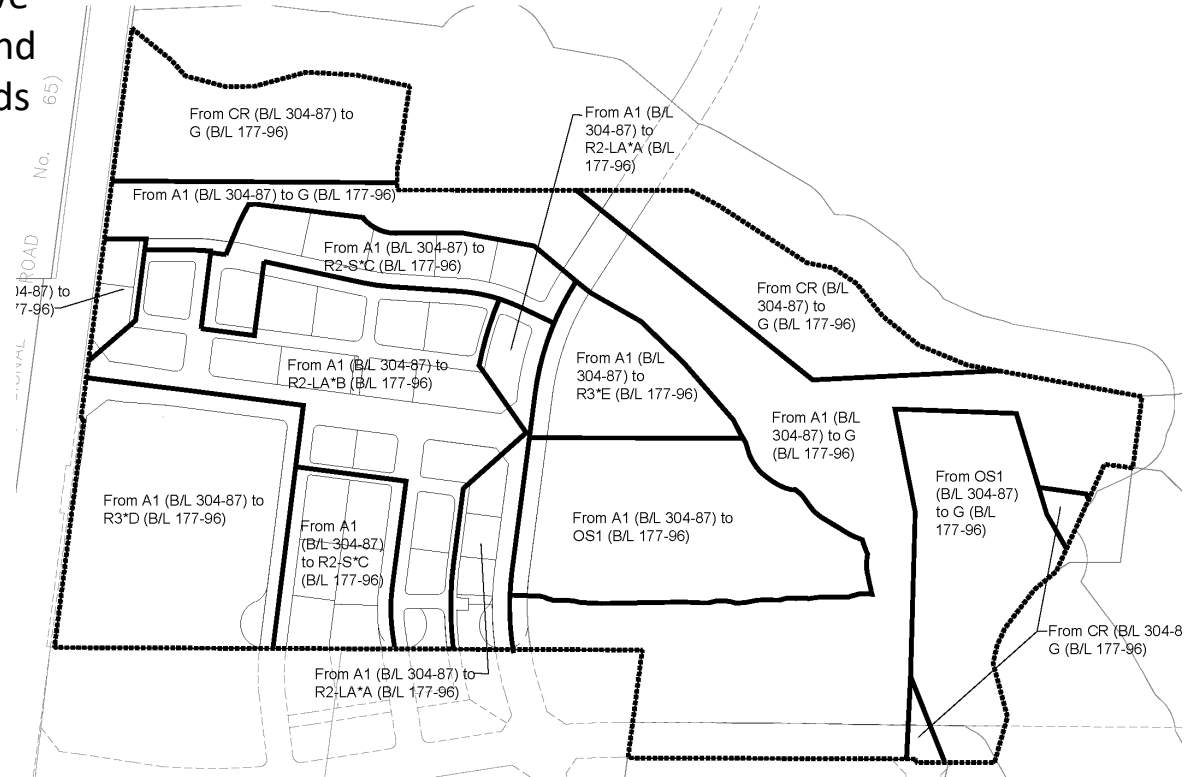 nd
ds
65)
No.
ROAD
From CR (B/L 304-87) to
G (B/L 177-96)
From A1 (B/L
304-87) to
R2-LA*A (B/L
177-96)
From A1 (B/L 304-87) to G (B/L 177-96)
From A1 (B/L 304-87) to
R2-S*C (B/L 177-96)
4-87) to
7-96)
From CR (B/L
304-87) to
G (B/L 177-96)
From A1 (B/L 304-87) to
R2-LA*B (B/L 177-96)
From A1 (B/L
304-87) to
R3*E (B/L 177-96)
From A1 (B/L
304-87) to G
(B/L 177-96)
From OS1
(B/L 304-87)
to G (B/L
177-96)
From A1 (B/L 304-87) to
R3*D (B/L 177-96)
From A1
(B/L 304-87)
to R2-S*C
(B/L 177-96)
From A1 (B/L 304-87) to
OS1 (B/L 177-96)
From CR (B/L 304-8
G (B/L 177-96)
From A1 (B/L 304-87) to
R2-LA*A (B/L 177-96)